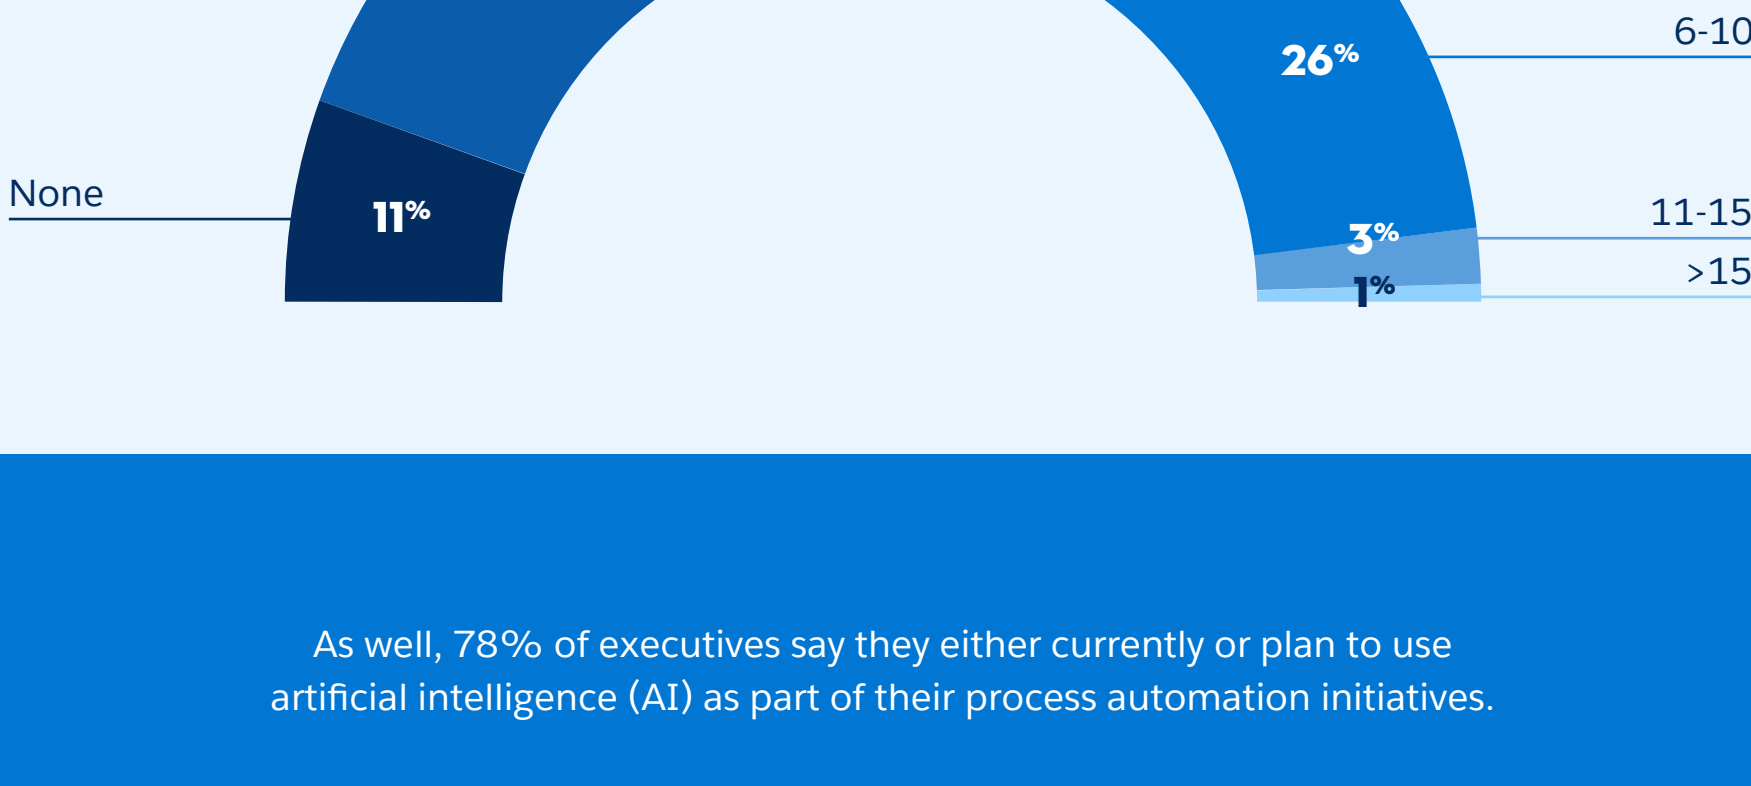 6-10
26%
None
11%
11-15
3%
>15
1%
As well, 78% of executives say they either currently or plan to use
artificial intelligence (AI) as part of their process automation initiatives.